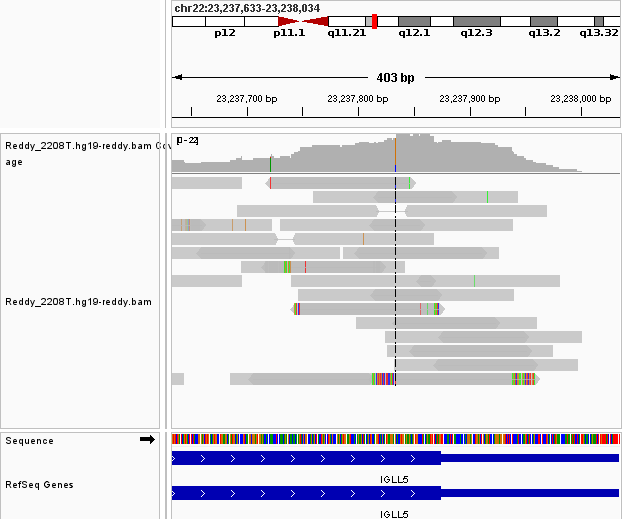 chr22:23,237,633-23,238,034
p12 p11.1 q11.21 q12.1 q12.3 q13.2 q13.32
403 bp
23,237,700 bp 23,237,800 bp 23,237,900 bp 23,238,000 bp
[0-22]
Reddy_2208T.hg19-reddy.bam Cov
age
Reddy_2208T.hg19-reddy.bam
Sequence
IGLL5
RefSeq Genes
IGLL5